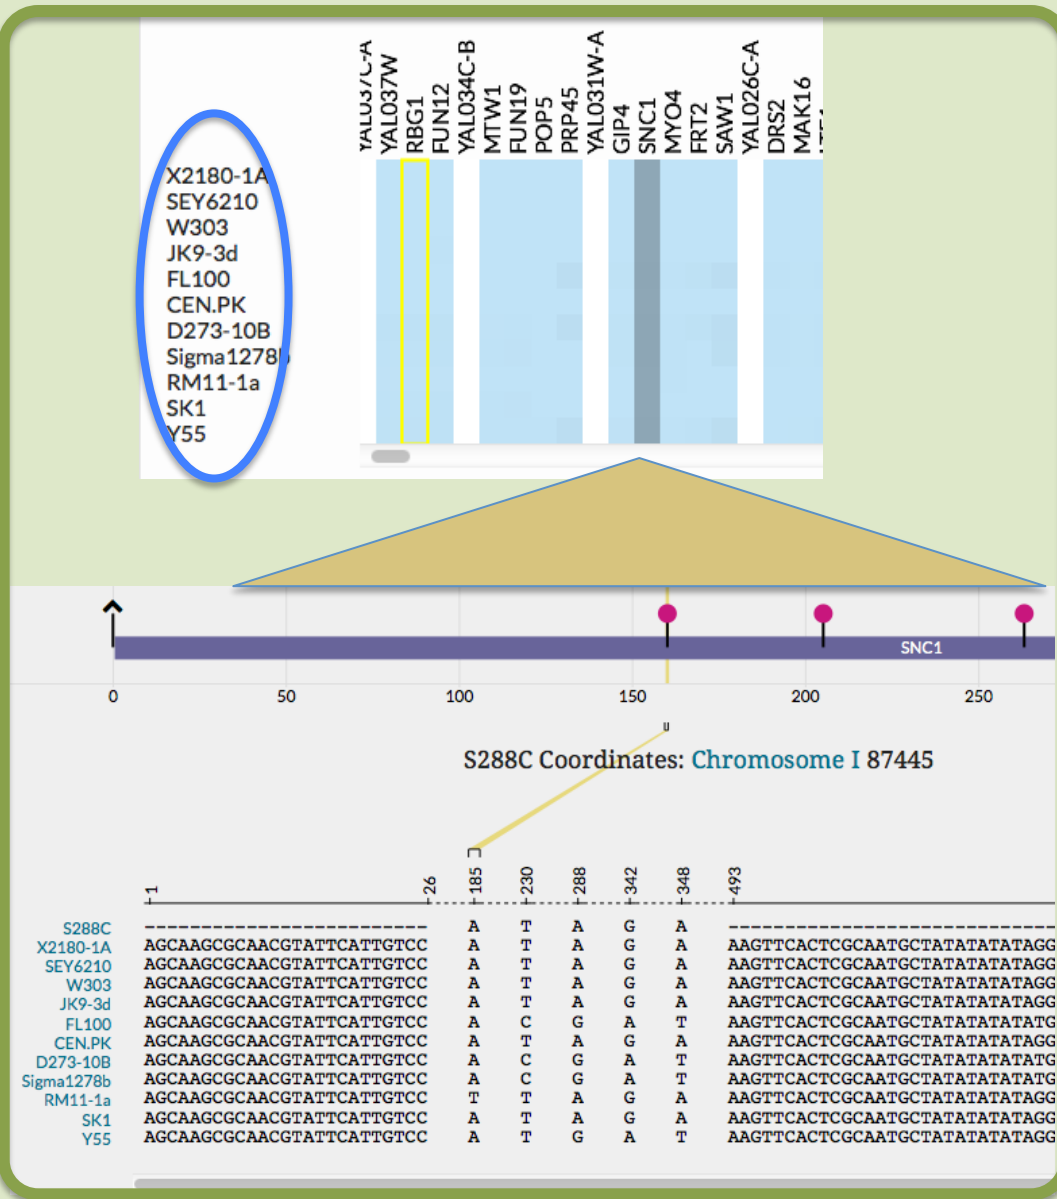 YAL037C-A
YAL037W
RBG1
FUN12
YAL034C-B
MTW1
FUN19
POP5
PRP45
YAL031W-A
GIP4
SNC1
MYO4
FRT2
SAW1
YAL026C-A
DRS2
MAK16
X2180-1A
SEY6210
W303
JK9-3d
FL100
CEN.PK
D273-10B
Sigma1278b
RM11-1a
SK1
Y55
SNC1
0 50 100 150 200 250
S288C Coordinates: Chromosome I 87445
1 26 185 230 288 342 348 493
S288C ------------------------- A T A G A -----------------------------
X2180-1A AGCAAGCGCAACGTATTCATTGTCC A T A G A AAGTTCACTCGCAATGCTATATATATAGG
SEY6210 AGCAAGCGCAACGTATTCATTGTCC A T A G A AAGTTCACTCGCAATGCTATATATATAGG
W303 AGCAAGCGCAACGTATTCATTGTCC A T A G A AAGTTCACTCGCAATGCTATATATATAGG
JK9-3d AGCAAGCGCAACGTATTCATTGTCC A T A G A AAGTTCACTCGCAATGCTATATATATAGG
FL100 AGCAAGCGCAACGTATTCATTGTCC A C G A T AAGTTCACTCGCAATGCTATATATATATG
CEN.PK AGCAAGCGCAACGTATTCATTGTCC A T A G A AAGTTCACTCGCAATGCTATATATATAGG
D273-10B AGCAAGCGCAACGTATTCATTGTCC A C G A T AAGTTCACTCGCAATGCTATATATATATG
Sigma1278b AGCAAGCGCAACGTATTCATTGTCC A C G A T AAGTTCACTCGCAATGCTATATATATATG
RM11-1a AGCAAGCGCAACGTATTCATTGTCC T T A G A AAGTTCACTCGCAATGCTATATATATAGG
SK1 AGCAAGCGCAACGTATTCATTGTCC A T A G A AAGTTCACTCGCAATGCTATATATATAGG
Y55 AGCAAGCGCAACGTATTCATTGTCC A T G A T AAGTTCACTCGCAATGCTATATATATAGG